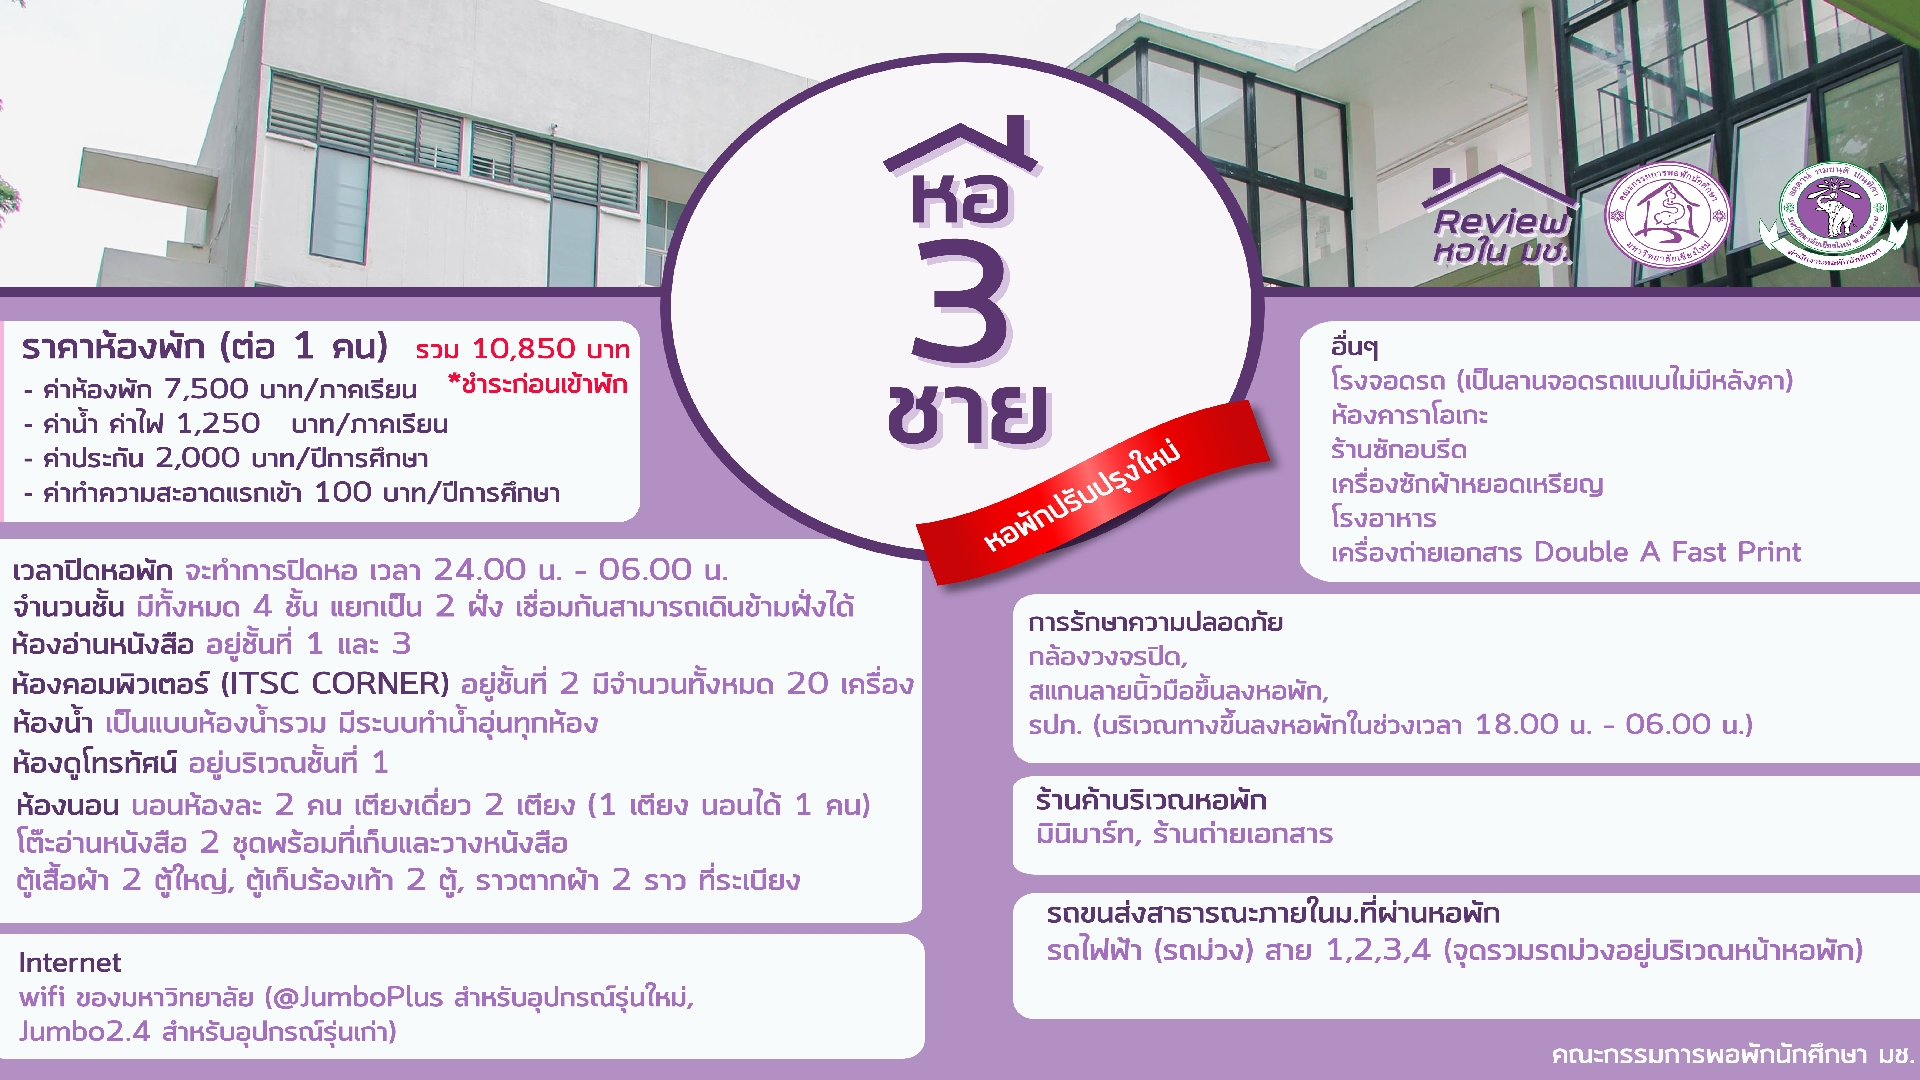 หอ
3
ชาย
หอพักปรับปรุงใหม่
Review
หอใน มช.
ราคาห้องพัก (ต่อ 1 คน) รวม 10,850 บาท
*ชำระก่อนเข้าพัก
- ค่าห้องพัก 7,500 บาท/ภาคเรียน
- ค่าน้ำ ค่าไฟ 1,250 บาท/ภาคเรียน
- ค่าประกัน 2,000 บาท/ปีการศึกษา
- ค่าทำความสะอาดแรกเข้า 100 บาท/ปีการศึกษา
เวลาปิดหอพัก จะทำการปิดหอ เวลา 24.00 น. - 06.00 น.
จำนวนชั้น มีทั้งหมด 4 ชั้น แยกเป็น 2 ฝั่ง เชื่อมกันสามารถเดินข้ามฝั่งได้
ห้องอ่านหนังสือ อยู่ชั้นที่ 1 และ 3
ห้องคอมพิวเตอร์ (ITSC CORNER) อยู่ชั้นที่ 2 มีจำนวนทั้งหมด 20 เครื่อง
ห้องน้ำ เป็นแบบห้องน้ำรวม มีระบบทำน้ำอุ่นทุกห้อง
ห้องดูโทรทัศน์ อยู่บริเวณชั้นที่ 1
ห้องนอน นอนห้องละ 2 คน เตียงเดี่ยว 2 เตียง (1 เตียง นอนได้ 1 คน)
โต๊ะอ่านหนังสือ 2 ชุดพร้อมที่เก็บและวางหนังสือ
ตู้เสื้อผ้า 2 ตู้ใหญ่, ตู้เก็บร้องเท้า 2 ตู้, ราวตากผ้า 2 ราว ที่ระเบียง
Internet
wifi ของมหาวิทยาลัย (@JumboPlus สำหรับอุปกรณ์รุ่นใหม่,
Jumbo2.4 สำหรับอุปกรณ์รุ่นเก่า)
อื่นๆ
โรงจอดรถ (เป็นลานจอดรถแบบไม่มีหลังคา)
ห้องคาราโอเกะ
ร้านซักอบรีด
เครื่องซักผ้าหยอดเหรียญ
โรงอาหาร
เครื่องถ่ายเอกสาร Double A Fast Print
การรักษาความปลอดภัย
กล้องวงจรปิด,
สแกนลายนิ้วมือขึ้นลงหอพัก,
รปภ. (บริเวณทางขึ้นลงหอพักในช่วงเวลา 18.00 น. - 06.00 น.)
ร้านค้าบริเวณหอพัก
มินิมาร์ท, ร้านถ่ายเอกสาร
รถขนส่งสาธารณะภายในม.ที่ผ่านหอพัก
รถไฟฟ้า (รถม่วง) สาย 1,2,3,4 (จุดรวมรถม่วงอยู่บริเวณหน้าหอพัก)
คณะกรรมการพอพักนักศึกษา มช.